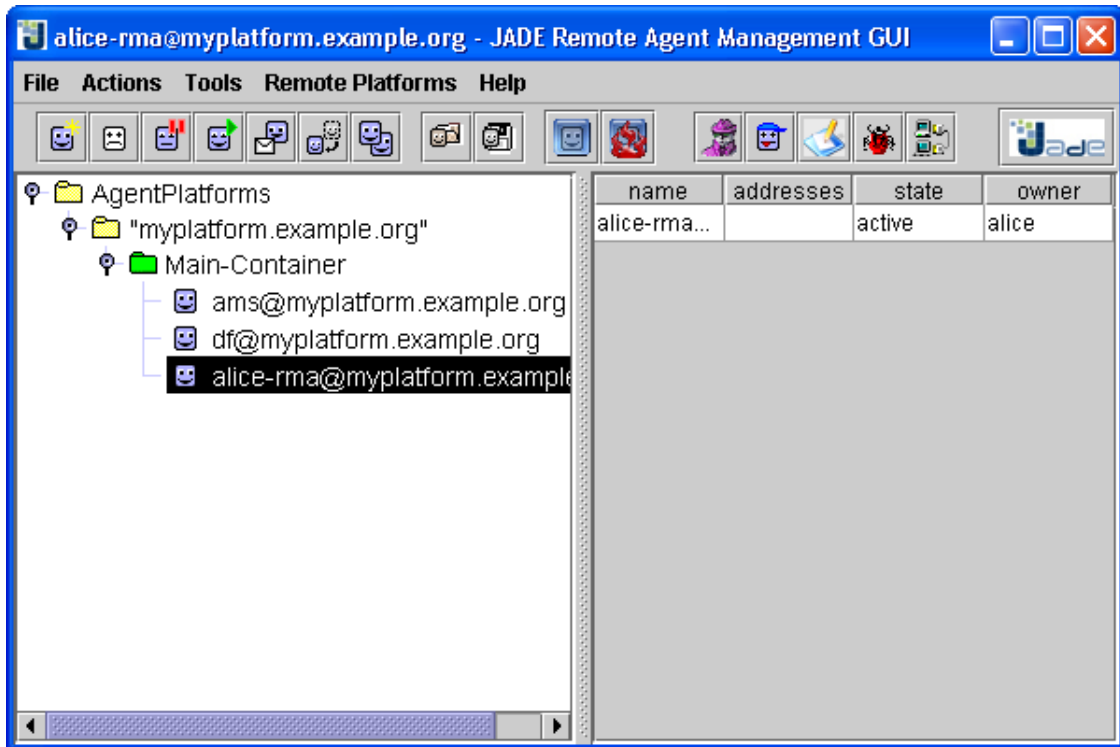 alice-rma@myplatform.example.org - JADE Remote Agent Management GUI
File Actions Tools Remote Platforms Help
Jade
AgentPlatforms
"myplatform.example.org"
Main-Container
ams@myplatform.example.org
df@myplatform.example.org
alice-rma@myplatform.example
name addresses state owner
alice-rma... active alice